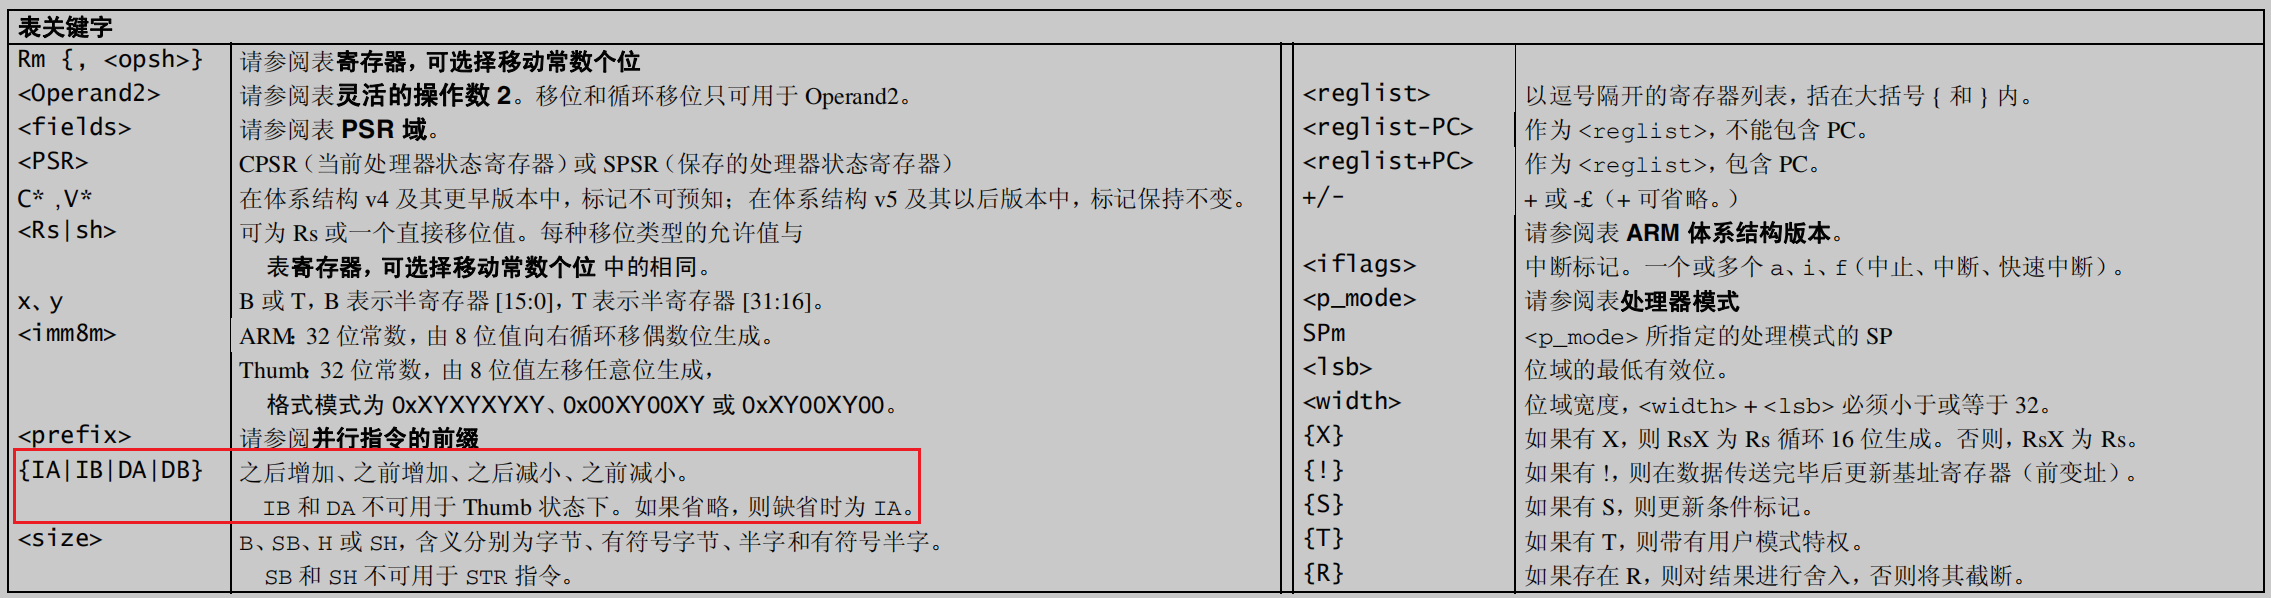 表关键字
Rm {, <opsh>} 请参阅表寄存器，可选择移动常数个位
<Operand2> 请参阅表灵活的操作数 2。移位和循环移位只可用于 Operand2。
<fields> 请参阅表 PSR 域。
<PSR> CPSR（当前处理器状态寄存器）或 SPSR（保存的处理器状态寄存器）
C* ,V* 在体系结构 v4 及其更早版本中，标记不可预知；在体系结构 v5 及其以后版本中，标记保持不变。
<Rs|sh> 可为 Rs 或一个直接移位值。每种移位类型的允许值与
表寄存器，可选择移动常数个位 中的相同。
x、y B 或 T，B 表示半寄存器 [15:0]，T 表示半寄存器 [31:16]。
<imm8m> ARM：32 位常数，由 8 位值向右循环移偶数位生成。
Thumb：32 位常数，由 8 位值左移任意位生成，
格式模式为 0xXYXYXYXY、0x00XY00XY 或 0xXY00XY00。
<prefix> 请参阅并行指令的前缀
{IA|IB|DA|DB} 之后增加、之前增加、之后减小、之前减小。
IB 和 DA 不可用于 Thumb 状态下。如果省略，则缺省时为 IA。
<size> B、SB、H 或 SH，含义分别为字节、有符号字节、半字和有符号半字。
SB 和 SH 不可用于 STR 指令。
<reglist> 以逗号隔开的寄存器列表，括在大括号 { 和 } 内。
<reglist-PC> 作为 <reglist>，不能包含 PC。
<reglist+PC> 作为 <reglist>，包含 PC。
+/- + 或 -£（+ 可省略。）
请参阅表 ARM 体系结构版本。
<iflags> 中断标记。一个或多个 a、i、f（中止、中断、快速中断）。
<p_mode> 请参阅表处理器模式
SPm <p_mode> 所指定的处理模式的 SP
<lsb> 位域的最低有效位。
<width> 位域宽度，<width> + <lsb> 必须小于或等于 32。
{X} 如果有 X，则 RsX 为 Rs 循环 16 位生成。否则，RsX 为 Rs。
{!} 如果有 !，则在数据传送完毕后更新基址寄存器（前变址）。
{S} 如果有 S，则更新条件标记。
{T} 如果有 T，则带有用户模式特权。
{R} 如果存在 R，则对结果进行舍入，否则将其截断。